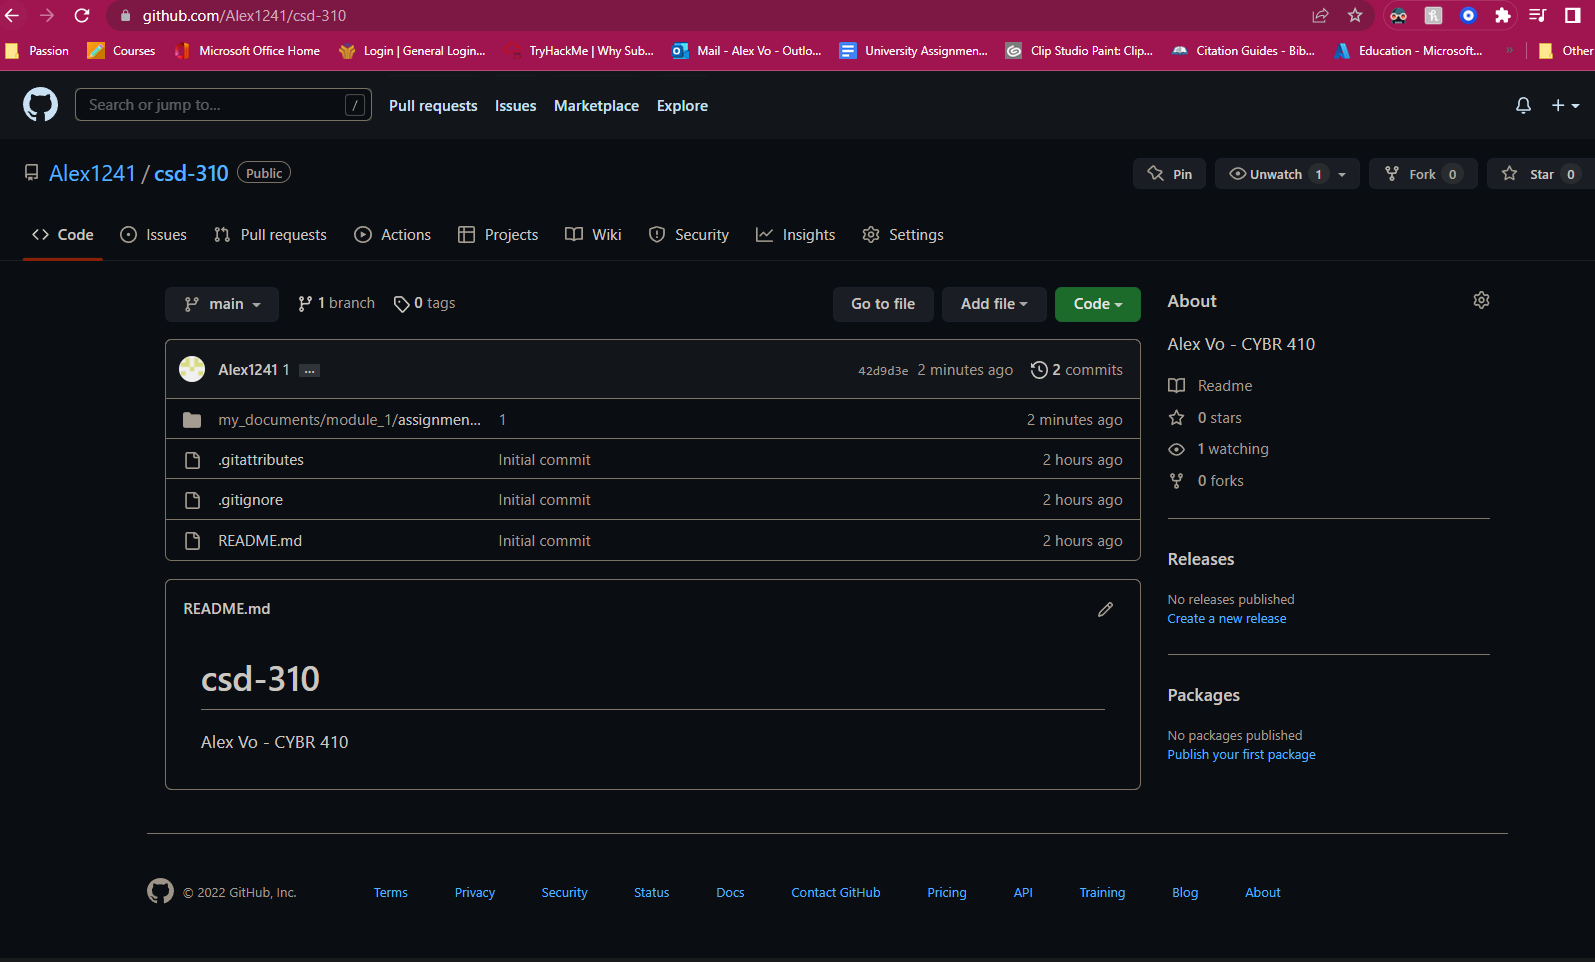 github.com/Alex1241/csd-310
Passion Courses Microsoft Office Home Login | General Login... TryHackMe | Why Sub... Mail - Alex Vo - Outlo... University Assignmen... Clip Studio Paint: Clip... Citation Guides - Bib... Education - Microsoft... » Other
Search or jump to... / Pull requests Issues Marketplace Explore
Alex1241 / csd-310 Public Pin Unwatch 1 Fork 0 Star 0
Code Issues Pull requests Actions Projects Wiki Security Insights Settings
main 1 branch 0 tags Go to file Add file Code
Alex1241 1 ... 42d9d3e 2 minutes ago 2 commits
my_documents/module_1/assignmen... 1 2 minutes ago
.gitattributes Initial commit 2 hours ago
.gitignore Initial commit 2 hours ago
README.md Initial commit 2 hours ago
README.md
csd-310
Alex Vo - CYBR 410
About
Alex Vo - CYBR 410
Readme
0 stars
1 watching
0 forks
Releases
No releases published
Create a new release
Packages
No packages published
Publish your first package
© 2022 GitHub, Inc. Terms Privacy Security Status Docs Contact GitHub Pricing API Training Blog About